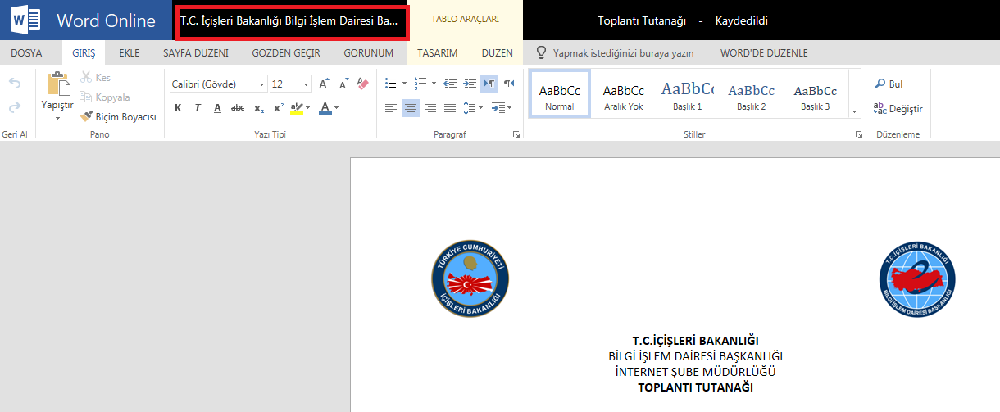 Word Online
T.C. İçişleri Bakanlığı Bilgi İşlem Dairesi Ba...
TABLO ARAÇLARI
Toplantı Tutanağı - Kaydedildi
DOSYA GİRİŞ EKLE SAYFA DÜZENİ GÖZDEN GEÇİR GÖRÜNÜM TASARIM DÜZEN Yapmak istediğinizi buraya yazın WORD'DE DÜZENLE
Geri Al
Yapıştır
Kes
Kopyala
Biçim Boyacısı
Pano
Calibri (Gövde) 12
K T A abc x₂ x² ab A
Yazı Tipi
Paragraf
AaBbCc AaBbCc AaBbC AaBbCc AaBbCc
Normal Aralık Yok Başlık 1 Başlık 2 Başlık 3
Stiller
Bul
Değiştir
Düzenleme
TÜRKİYE CUMHURİYETİ
İÇİŞLERİ BAKANLIĞI
T.C. İÇİŞLERİ BAKANLIĞI
BİLGİ İŞLEM DAİRESİ BAŞKANLIĞI
T.C.İÇİŞLERİ BAKANLIĞI
BİLGİ İŞLEM DAİRESİ BAŞKANLIĞI
İNTERNET ŞUBE MÜDÜRLÜĞÜ
TOPLANTI TUTANAĞI